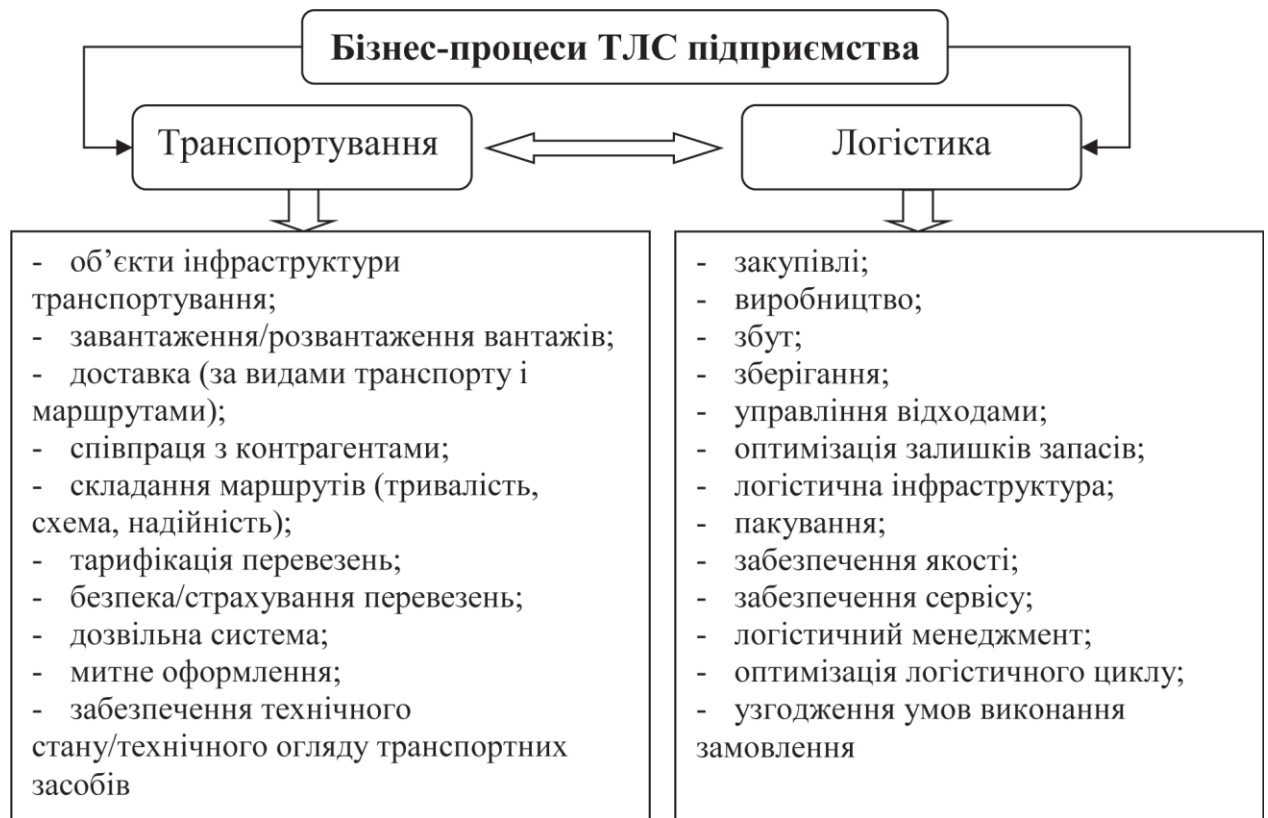 Бізнес-процеси ТЛС підприємства
Транспортування
Логістика
- об’єкти інфраструктури
транспортування;
- завантаження/розвантаження вантажів;
- доставка (за видами транспорту і
маршрутами);
- співпраця з контрагентами;
- складання маршрутів (тривалість,
схема, надійність);
- тарифікація перевезень;
- безпека/страхування перевезень;
- дозвільна система;
- митне оформлення;
- забезпечення технічного
стану/технічного огляду транспортних
засобів
- закупівлі;
- виробництво;
- збут;
- зберігання;
- управління відходами;
- оптимізація залишків запасів;
- логістична інфраструктура;
- пакування;
- забезпечення якості;
- забезпечення сервісу;
- логістичний менеджмент;
- оптимізація логістичного циклу;
- узгодження умов виконання
замовлення